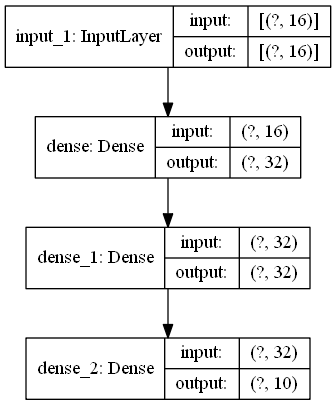 input_1: InputLayer
input: [(?, 16)]
output: [(?, 16)]
dense: Dense
input: (?, 16)
output: (?, 32)
dense_1: Dense
input: (?, 32)
output: (?, 32)
dense_2: Dense
input: (?, 32)
output: (?, 10)